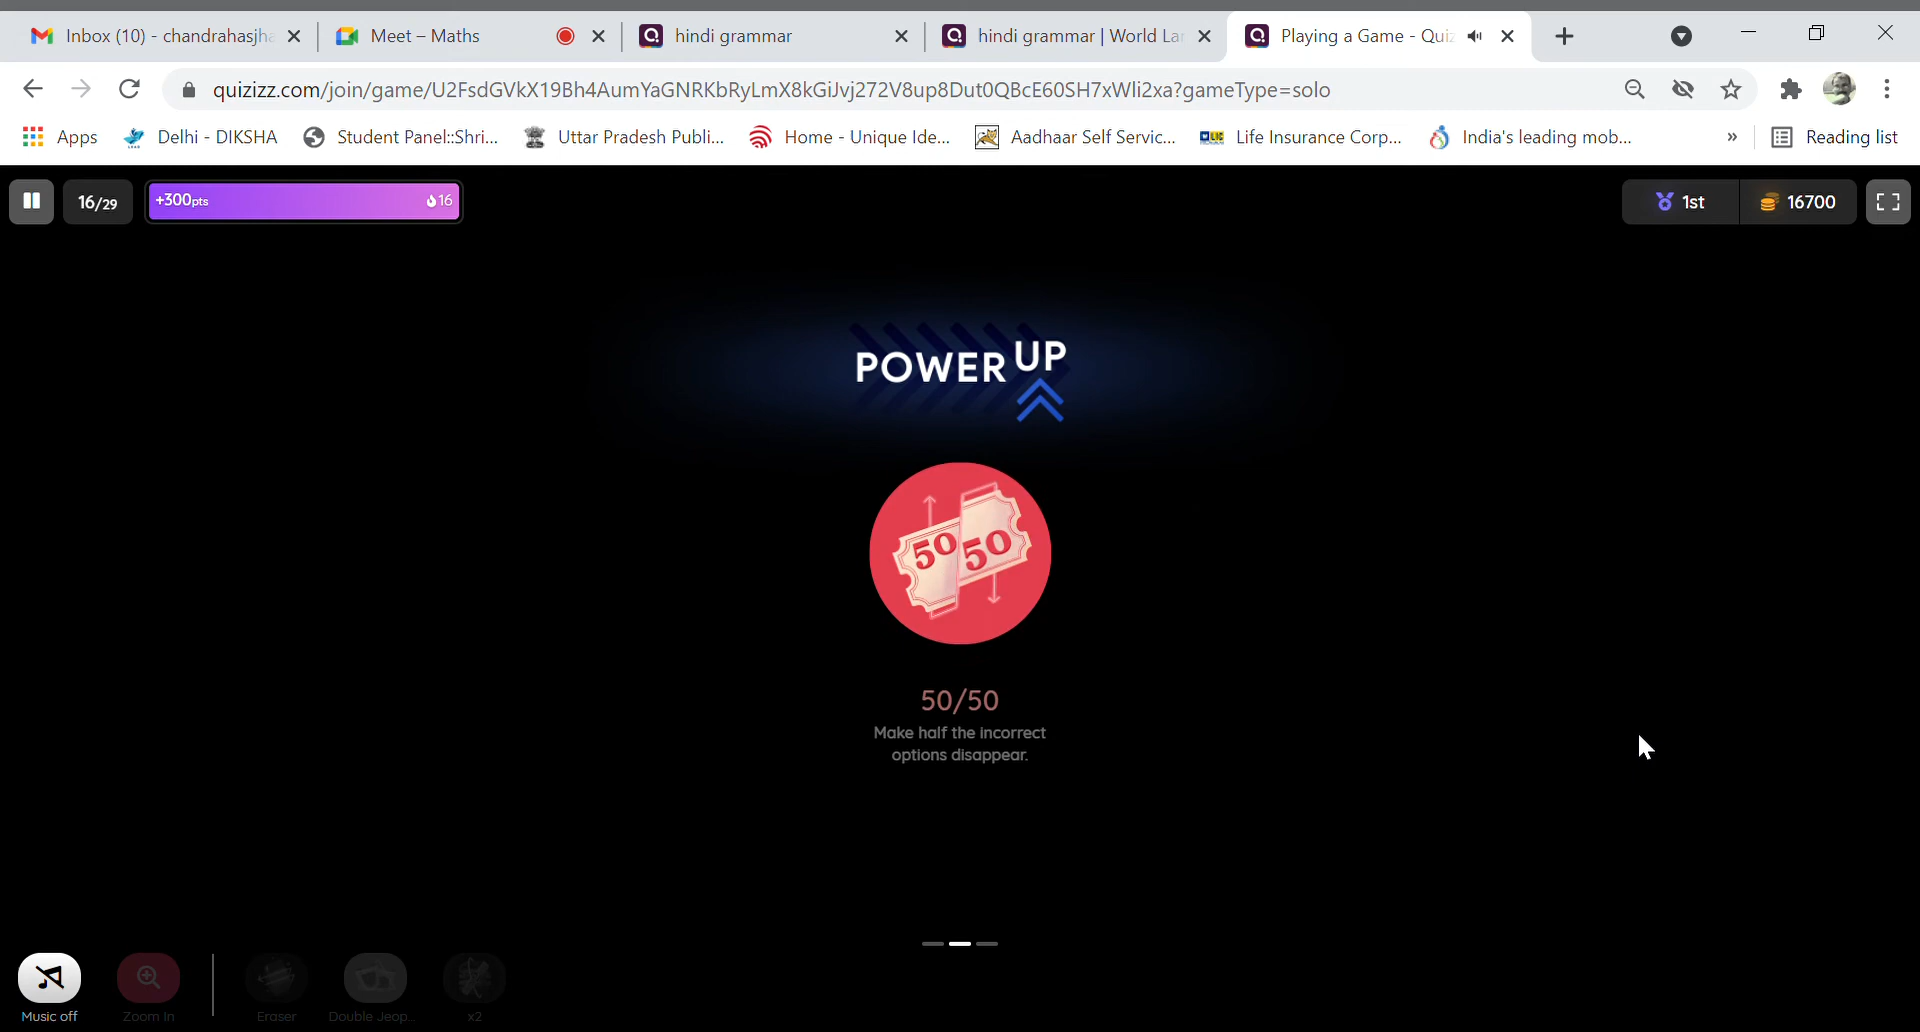 Inbox (10) - chandrahasjha
Meet – Maths
hindi grammar
hindi grammar | World La
Playing a Game - Quiz
quizizz.com/join/game/U2FsdGVkX19Bh4AumYaGNRKbRyLmX8kGiJvj272V8up8Dut0QBcE60SH7xWli2xa?gameType=solo
Apps
Delhi - DIKSHA
Student Panel::Shri...
Uttar Pradesh Publi...
Home - Unique Ide...
Aadhaar Self Servic...
LIC
Life Insurance Corp...
India's leading mob...
»
Reading list
16/29
+300pts
16
1st
16700
POWER UP
50 50
50/50
Make half the incorrect
options disappear.
Music off
Zoom In
Eraser
Double Jeop...
x2